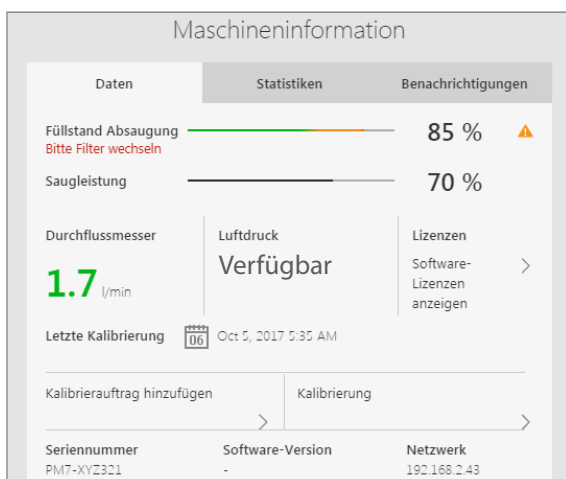 Maschineninformation
Daten
Statistiken
Benachrichtigungen
Füllstand Absaugung
85 %
Bitte Filter wechseln
Saugleistung
70 %
Durchflussmesser
1.7 l/min
Luftdruck
Verfügbar
Lizenzen
Software-
Lizenzen
anzeigen
Letzte Kalibrierung
06
Oct 5, 2017 5:35 AM
Kalibrierauftrag hinzufügen
Kalibrierung
Seriennummer
PM7-XYZ321
Software-Version
-
Netzwerk
192.168.2.43